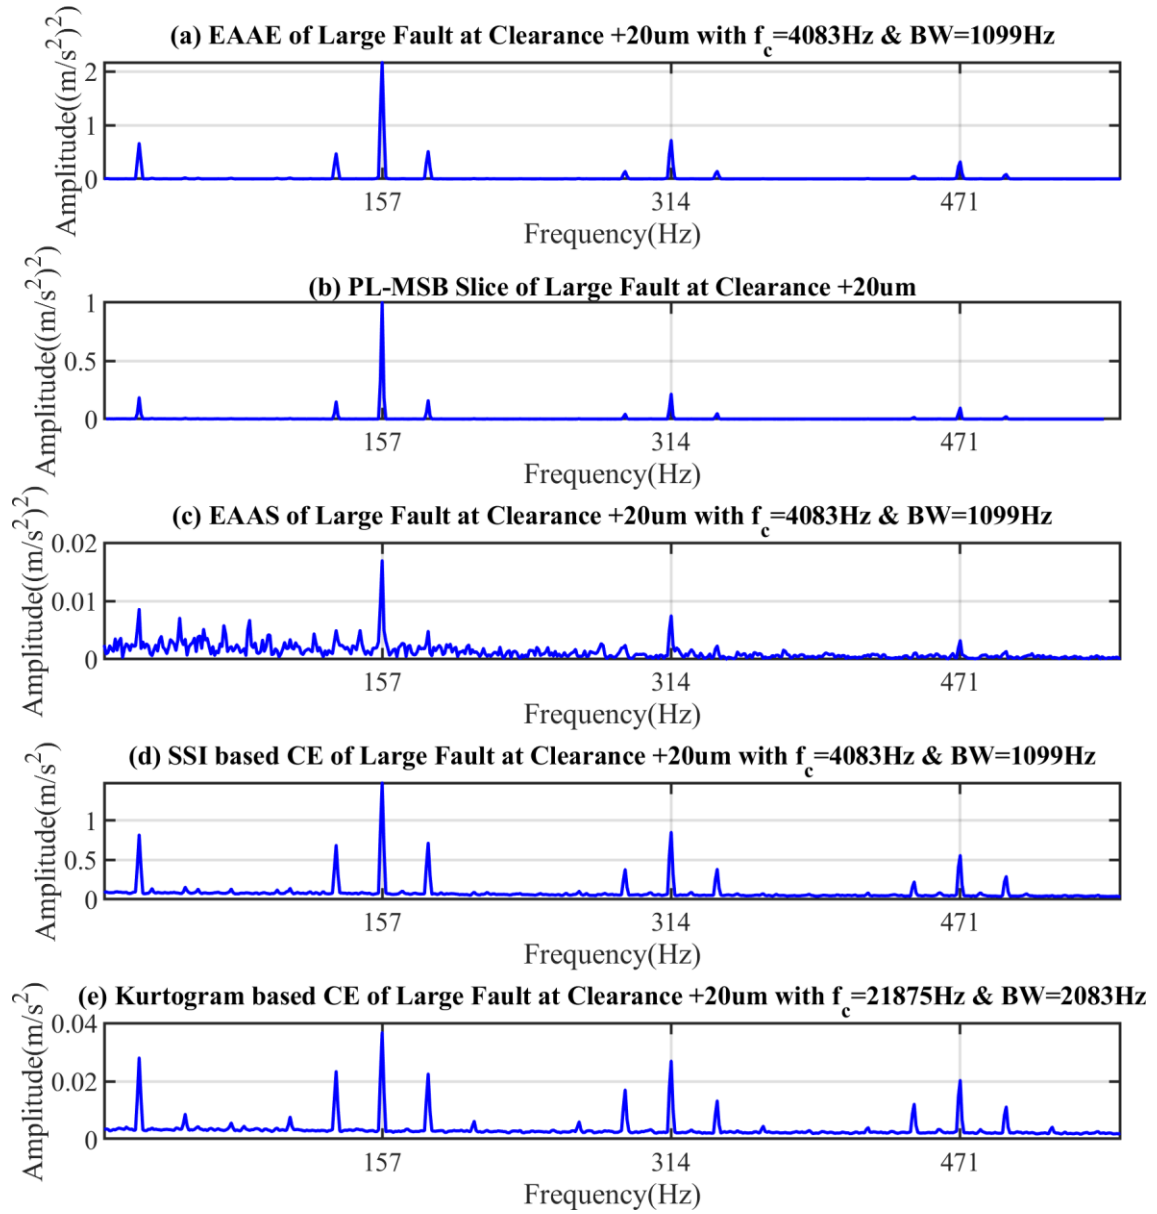 (a) EAAE of Large Fault at Clearance +20um with f_c=4083Hz & BW=1099Hz
Amplitude((m/s²)²)
2
1
0
157 314 471
Frequency(Hz)
(b) PL-MSB Slice of Large Fault at Clearance +20um
Amplitude((m/s²)²)
1
0.5
0
157 314 471
Frequency(Hz)
(c) EAAS of Large Fault at Clearance +20um with f_c=4083Hz & BW=1099Hz
Amplitude((m/s²)²)
0.02
0.01
0
157 314 471
Frequency(Hz)
(d) SSI based CE of Large Fault at Clearance +20um with f_c=4083Hz & BW=1099Hz
Amplitude(m/s²)
1
0.5
0
157 314 471
Frequency(Hz)
(e) Kurtogram based CE of Large Fault at Clearance +20um with f_c=21875Hz & BW=2083Hz
Amplitude(m/s²)
0.04
0.02
0
157 314 471
Frequency(Hz)